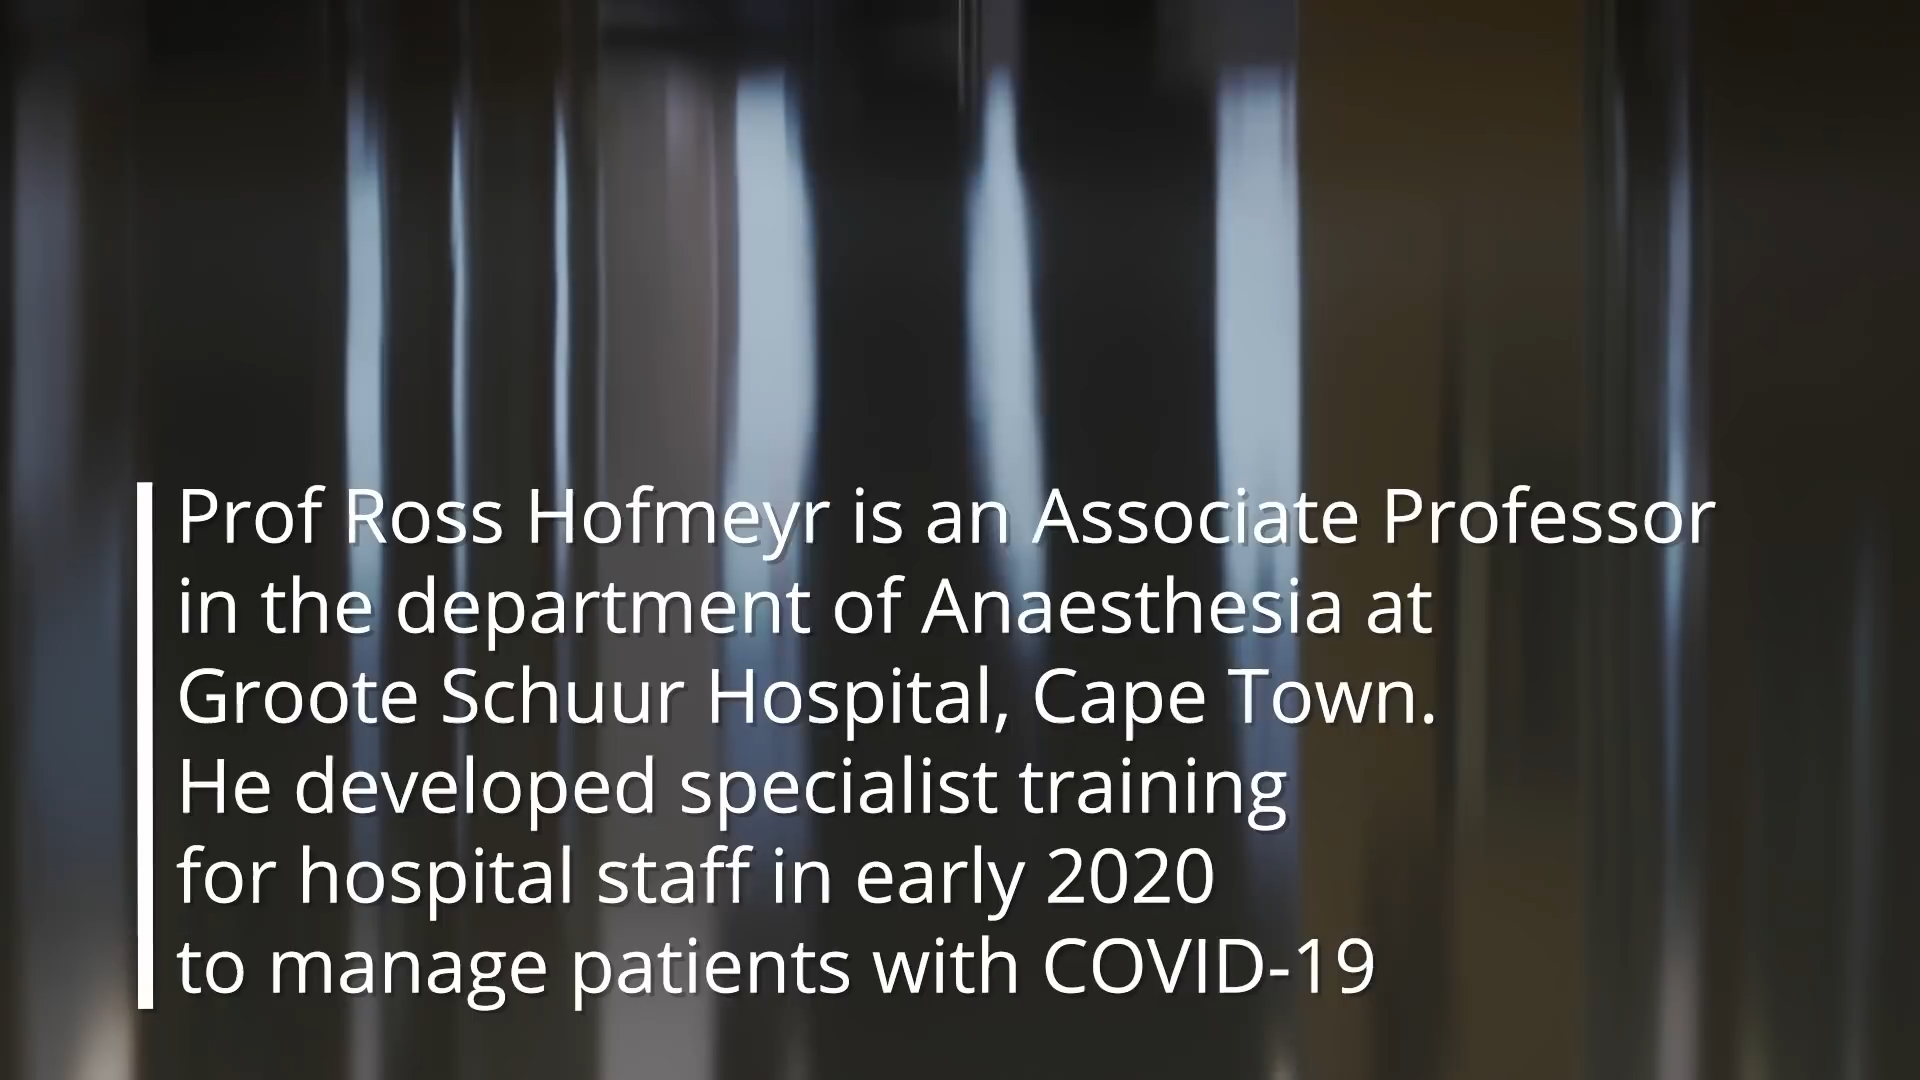 Prof Ross Hofmeyr is an Associate Professor
in the department of Anaesthesia at
Groote Schuur Hospital, Cape Town.
He developed specialist training
for hospital staff in early 2020
to manage patients with COVID-19